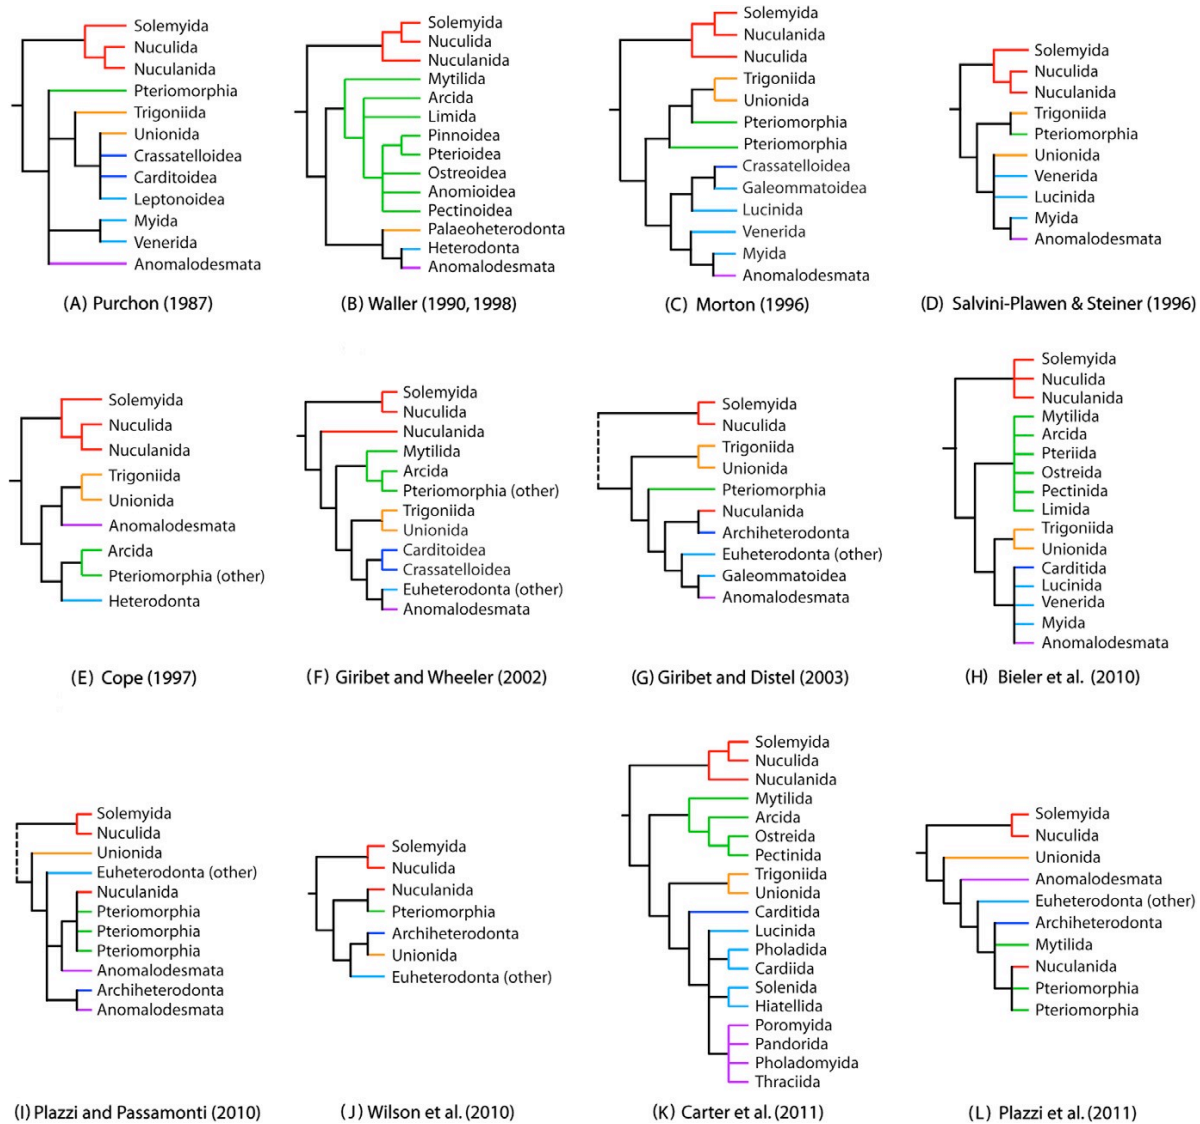 Solemyida
Nuculida
Nuculanida
Pteriomorphia
Trigoniida
Unionida
Crassatelloidea
Carditoidea
Leptonoidea
Myida
Venerida
Anomalodesmata
(A) Purchon (1987)
Solemyida
Nuculida
Nuculanida
Mytilida
Arcida
Limida
Pinnoidea
Pterioidea
Ostreoidea
Anomioidea
Pectinoidea
Palaeoheterodonta
Heterodonta
Anomalodesmata
(B) Waller (1990, 1998)
Solemyida
Nuculanida
Nuculida
Trigoniida
Unionida
Pteriomorphia
Pteriomorphia
Crassatelloidea
Galeommatoidea
Lucinida
Venerida
Myida
Anomalodesmata
(C) Morton (1996)
Solemyida
Nuculida
Nuculanida
Trigoniida
Pteriomorphia
Unionida
Venerida
Lucinida
Myida
Anomalodesmata
(D) Salvini-Plawen & Steiner (1996)
Solemyida
Nuculida
Nuculanida
Trigoniida
Unionida
Anomalodesmata
Arcida
Pteriomorphia (other)
Heterodonta
(E) Cope (1997)
Solemyida
Nuculida
Nuculanida
Mytilida
Arcida
Pteriomorphia (other)
Trigoniida
Unionida
Carditoidea
Crassatelloidea
Euheterodonta (other)
Anomalodesmata
(F) Giribet and Wheeler (2002)
Solemyida
Nuculida
Trigoniida
Unionida
Pteriomorphia
Nuculanida
Archiheterodonta
Euheterodonta (other)
Galeommatoidea
Anomalodesmata
(G) Giribet and Distel (2003)
Solemyida
Nuculida
Nuculanida
Mytilida
Arcida
Pteriida
Ostreida
Pectinida
Limida
Trigoniida
Unionida
Carditida
Lucinida
Venerida
Myida
Anomalodesmata
(H) Bieler et al. (2010)
Solemyida
Nuculida
Unionida
Euheterodonta (other)
Nuculanida
Pteriomorphia
Pteriomorphia
Pteriomorphia
Anomalodesmata
Archiheterodonta
Anomalodesmata
(I) Plazzi and Passamonti (2010)
Solemyida
Nuculida
Nuculanida
Pteriomorphia
Archiheterodonta
Unionida
Euheterodonta (other)
(J) Wilson et al. (2010)
Solemyida
Nuculida
Nuculanida
Mytilida
Arcida
Ostreida
Pectinida
Trigoniida
Unionida
Carditida
Lucinida
Pholadida
Cardiida
Solenida
Hiatellida
Poromyida
Pandorida
Pholadomyida
Thraciida
(K) Carter et al. (2011)
Solemyida
Nuculida
Unionida
Anomalodesmata
Euheterodonta (other)
Archiheterodonta
Mytilida
Nuculanida
Pteriomorphia
Pteriomorphia
(L) Plazzi et al. (2011)